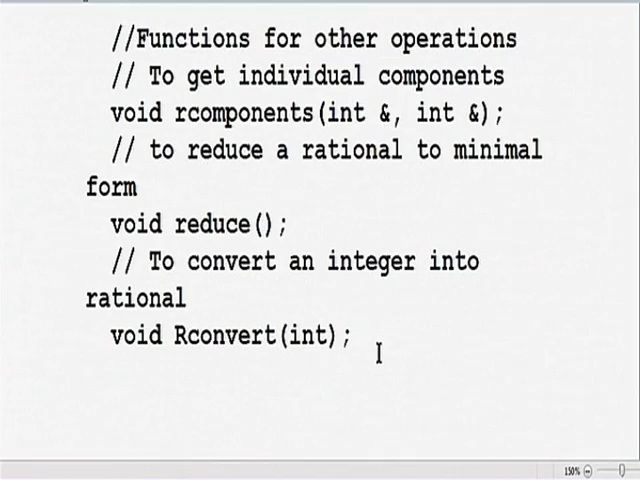 //Functions for other operations
// To get individual components
void rcomponents(int &, int &);
// to reduce a rational to minimal
form
void reduce();
// To convert an integer into
rational
void Rconvert(int);
150%